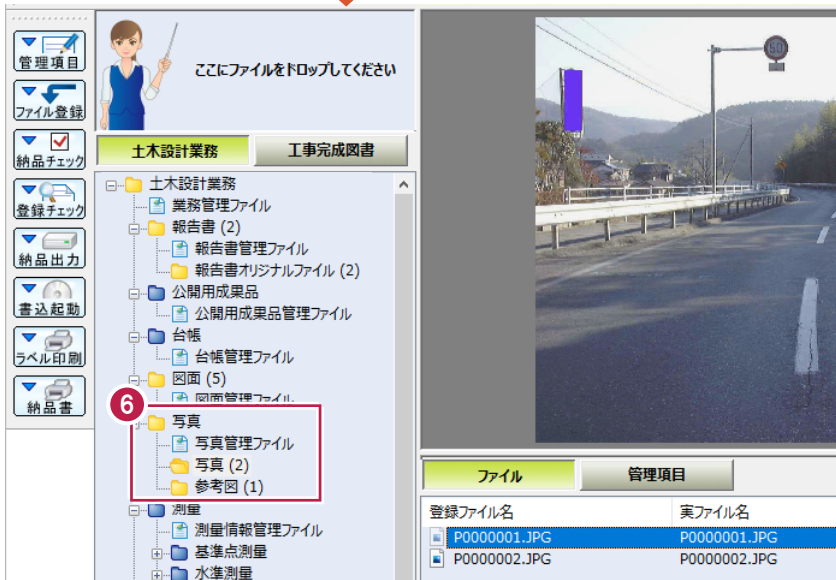 管理項目
ファイル登録
納品チェック
登録チェック
納品出力
書込起動
ラベル印刷
納品書
ここにファイルをドロップしてください
土木設計業務
工事完成図書
土木設計業務
業務管理ファイル
報告書 (2)
報告書管理ファイル
報告書オリジナルファイル (2)
公開用成果品
公開用成果品管理ファイル
台帳
台帳管理ファイル
図面 (5)
図面管理ファイル
6
写真
写真管理ファイル
写真 (2)
参考図 (1)
測量
測量情報管理ファイル
基準点測量
水準測量
50
ファイル
管理項目
登録ファイル名 実ファイル名
P0000001.JPG P0000001.JPG
P0000002.JPG P0000002.JPG